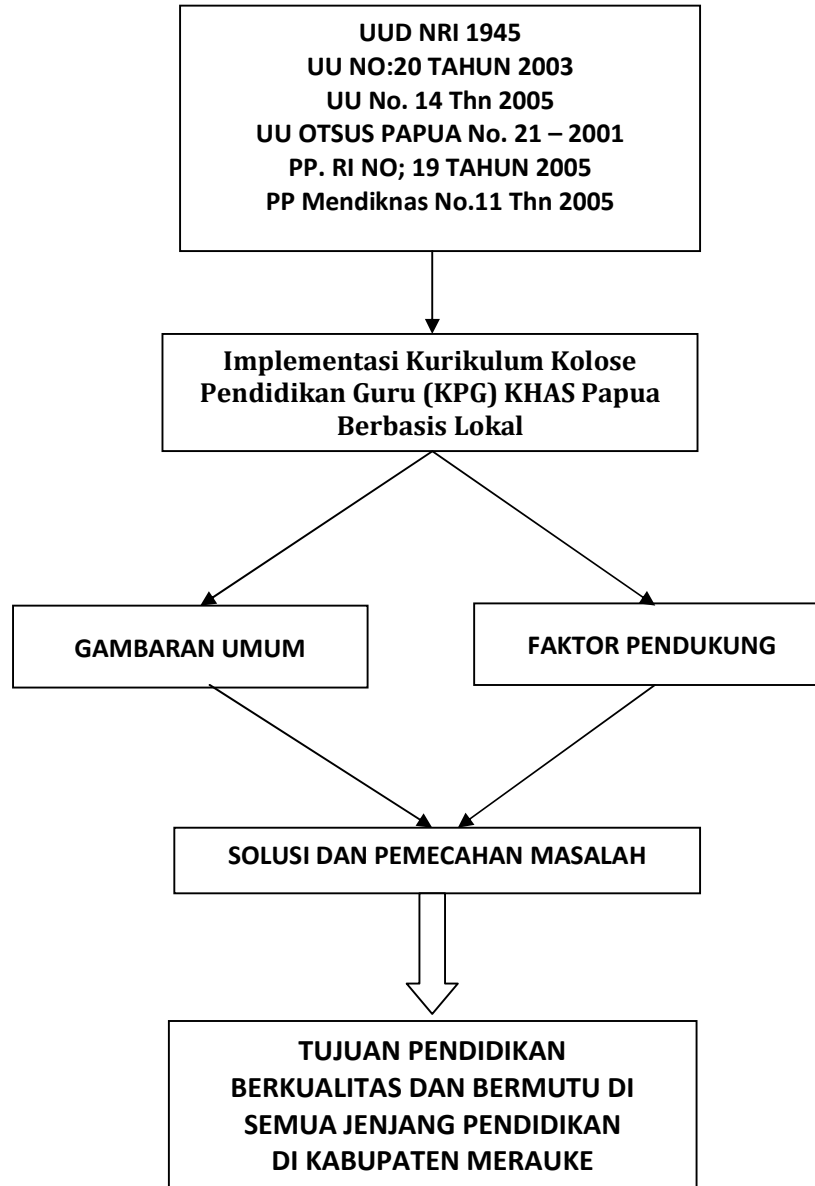 UUD NRI 1945
UU NO:20 TAHUN 2003
UU No. 14 Thn 2005
UU OTSUS PAPUA No. 21 – 2001
PP. RI NO; 19 TAHUN 2005
PP Mendiknas No.11 Thn 2005
Implementasi Kurikulum Kolose
Pendidikan Guru (KPG) KHAS Papua
Berbasis Lokal
GAMBARAN UMUM
FAKTOR PENDUKUNG
SOLUSI DAN PEMECAHAN MASALAH
TUJUAN PENDIDIKAN
BERKUALITAS DAN BERMUTU DI
SEMUA JENJANG PENDIDIKAN
DI KABUPATEN MERAUKE